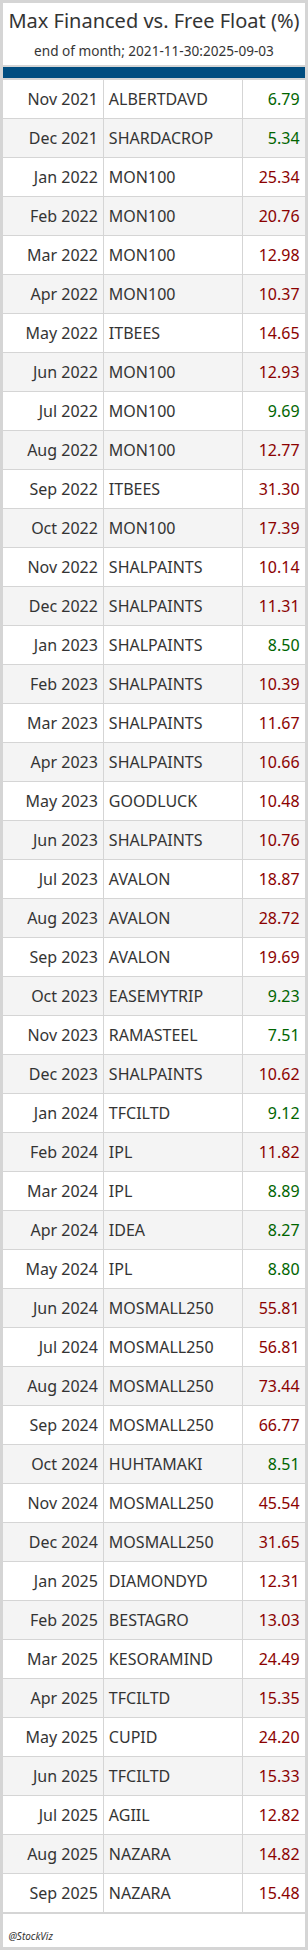 Max Financed vs. Free Float (%)
end of month; 2021-11-30:2025-09-03
Nov 2021 ALBERTDAVD 6.79
Dec 2021 SHARDACROP 5.34
Jan 2022 MON100 25.34
Feb 2022 MON100 20.76
Mar 2022 MON100 12.98
Apr 2022 MON100 10.37
May 2022 ITBEES 14.65
Jun 2022 MON100 12.93
Jul 2022 MON100 9.69
Aug 2022 MON100 12.77
Sep 2022 ITBEES 31.30
Oct 2022 MON100 17.39
Nov 2022 SHALPAINTS 10.14
Dec 2022 SHALPAINTS 11.31
Jan 2023 SHALPAINTS 8.50
Feb 2023 SHALPAINTS 10.39
Mar 2023 SHALPAINTS 11.67
Apr 2023 SHALPAINTS 10.66
May 2023 GOODLUCK 10.48
Jun 2023 SHALPAINTS 10.76
Jul 2023 AVALON 18.87
Aug 2023 AVALON 28.72
Sep 2023 AVALON 19.69
Oct 2023 EASEMYTRIP 9.23
Nov 2023 RAMASTEEL 7.51
Dec 2023 SHALPAINTS 10.62
Jan 2024 TFCILTD 9.12
Feb 2024 IPL 11.82
Mar 2024 IPL 8.89
Apr 2024 IDEA 8.27
May 2024 IPL 8.80
Jun 2024 MOSMALL250 55.81
Jul 2024 MOSMALL250 56.81
Aug 2024 MOSMALL250 73.44
Sep 2024 MOSMALL250 66.77
Oct 2024 HUHTAMAKI 8.51
Nov 2024 MOSMALL250 45.54
Dec 2024 MOSMALL250 31.65
Jan 2025 DIAMONDYD 12.31
Feb 2025 BESTAGRO 13.03
Mar 2025 KESORAMIND 24.49
Apr 2025 TFCILTD 15.35
May 2025 CUPID 24.20
Jun 2025 TFCILTD 15.33
Jul 2025 AGIIL 12.82
Aug 2025 NAZARA 14.82
Sep 2025 NAZARA 15.48
@StockViz